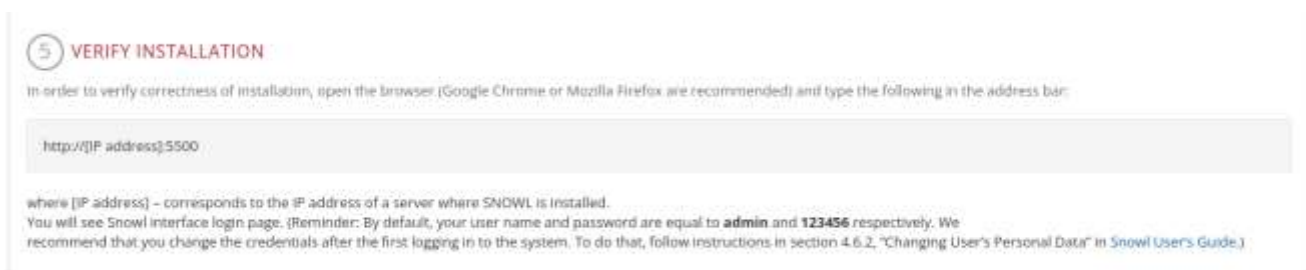 5 VERIFY INSTALLATION
In order to verify correctness of installation, open the browser (Google Chrome or Mozilla Firefox are recommended) and type the following in the address bar:
http://[IP address]:5500
where [IP address] – corresponds to the IP address of a server where SNOWL is installed.
You will see Snowl interface login page. (Reminder: By default, your user name and password are equal to admin and 123456 respectively. We
recommend that you change the credentials after the first logging in to the system. To do that, follow instructions in section 4.6.2, "Changing User's Personal Data" in Snowl User's Guide.)